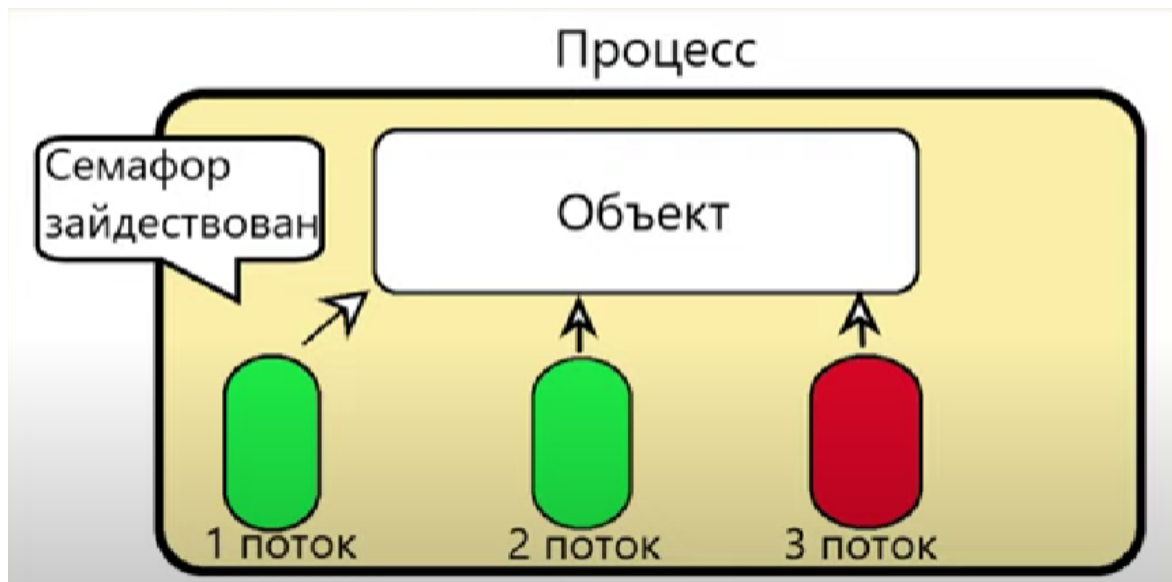 Процесс
Семафор
зайдествован
Объект
1 поток
2 поток
3 поток